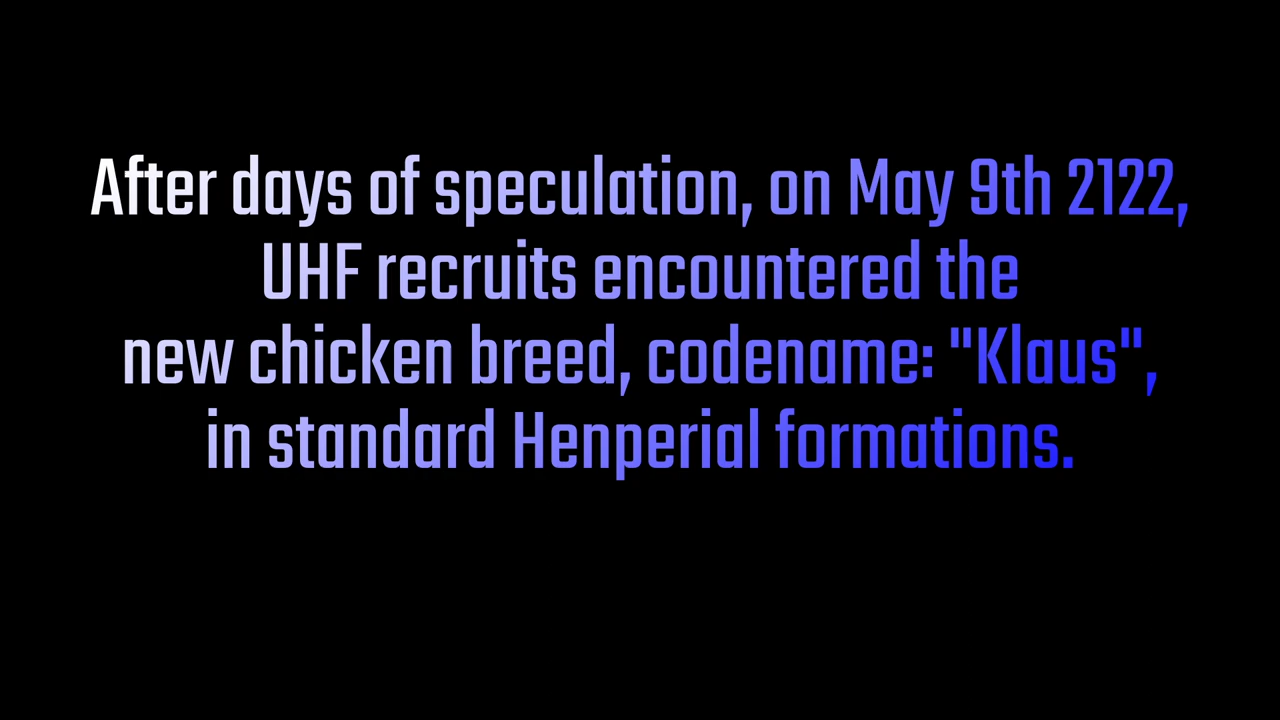 After days of speculation, on May 9th 2122,
UHF recruits encountered the
new chicken breed, codename: "Klaus",
in standard Henperial formations.